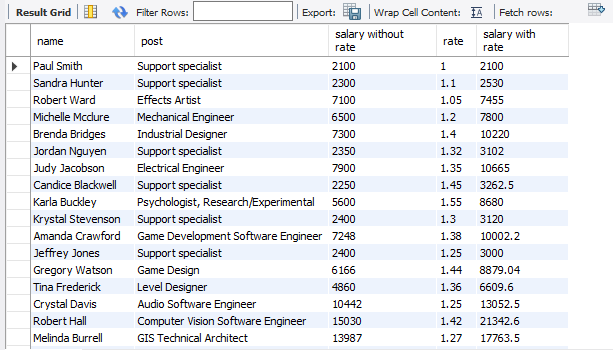 Result Grid Filter Rows: Export: Wrap Cell Content: Fetch rows:
name post salary without rate rate salary with rate
Paul Smith Support specialist 2100 1 2100
Sandra Hunter Support specialist 2300 1.1 2530
Robert Ward Effects Artist 7100 1.05 7455
Michelle Mcclure Mechanical Engineer 6500 1.2 7800
Brenda Bridges Industrial Designer 7300 1.4 10220
Jordan Nguyen Support specialist 2350 1.32 3102
Judy Jacobson Electrical Engineer 7900 1.35 10665
Candice Blackwell Support specialist 2250 1.45 3262.5
Karla Buckley Psychologist, Research/Experimental 5600 1.55 8680
Krystal Stevenson Support specialist 2400 1.3 3120
Amanda Crawford Game Development Software Engineer 7248 1.38 10002.2
Jeffrey Jones Support specialist 2400 1.25 3000
Gregory Watson Game Design 6166 1.44 8879.04
Tina Frederick Level Designer 4860 1.36 6609.6
Crystal Davis Audio Software Engineer 10442 1.25 13052.5
Robert Hall Computer Vision Software Engineer 15030 1.42 21342.6
Melinda Burrell GIS Technical Architect 13987 1.27 17763.5